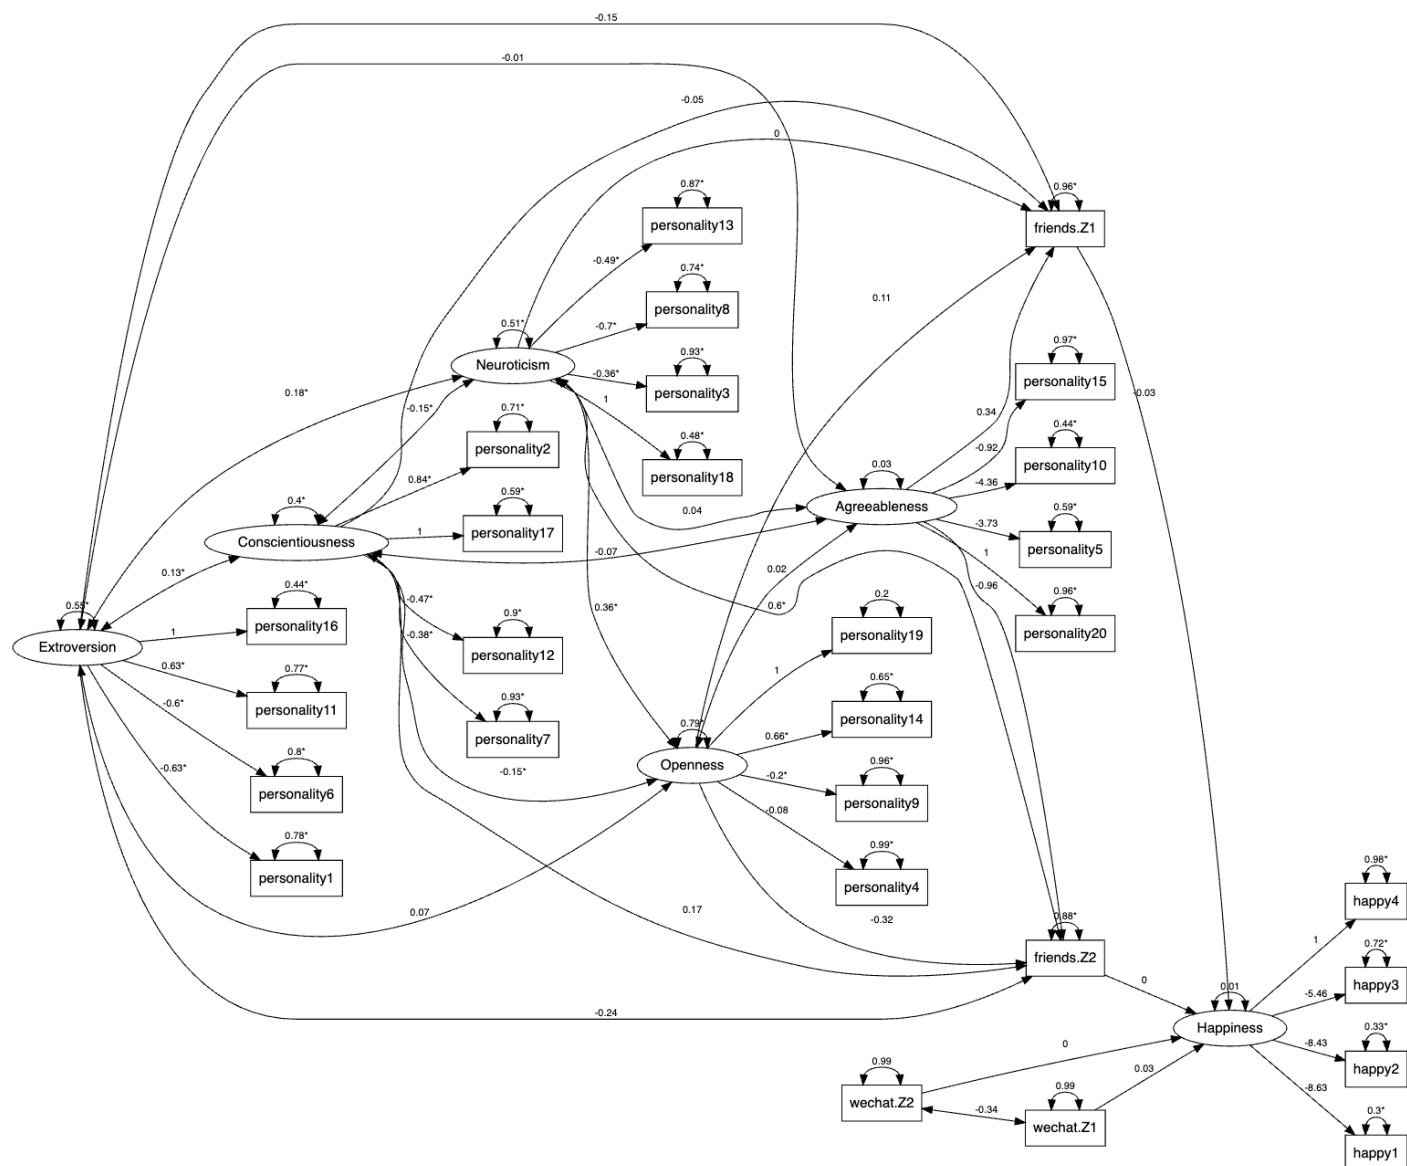 -0.15
-0.01
-0.05
0
0.87*
personality13
0.96*
friends.Z1
-0.49*
0.74*
personality8
-0.7*
0.11
0.51*
Neuroticism
0.93*
personality3
-0.36*
0.97*
personality15
-0.03
0.18*
-0.15*
1
0.71*
personality2
0.48*
personality18
0.34
-0.92
0.44*
personality10
-4.36
0.84*
0.03
Agreeableness
0.4*
Conscientiousness
0.59*
personality17
1
0.04
-3.73
0.59*
personality5
-0.07
1
0.13*
0.02
-0.96
0.44*
personality16
-0.47*
0.36*
0.6*
0.2
personality19
0.96*
personality20
0.55*
Extroversion
1
0.9*
personality12
-0.38*
0.63*
0.77*
personality11
1
0.65*
personality14
-0.6*
0.93*
personality7
0.79*
Openness
0.66*
0.8*
personality6
-0.63*
-0.15*
-0.2*
0.96*
personality9
-0.08
0.78*
personality1
0.99*
personality4
0.98*
happy4
0.07
0.17
-0.32
0.88*
friends.Z2
1
0.72*
happy3
0
0.01
Happiness
-5.46
-0.24
0.33*
happy2
-8.43
0
0.03
0.99
wechat.Z2
-0.34
0.99
wechat.Z1
-8.63
0.3*
happy1